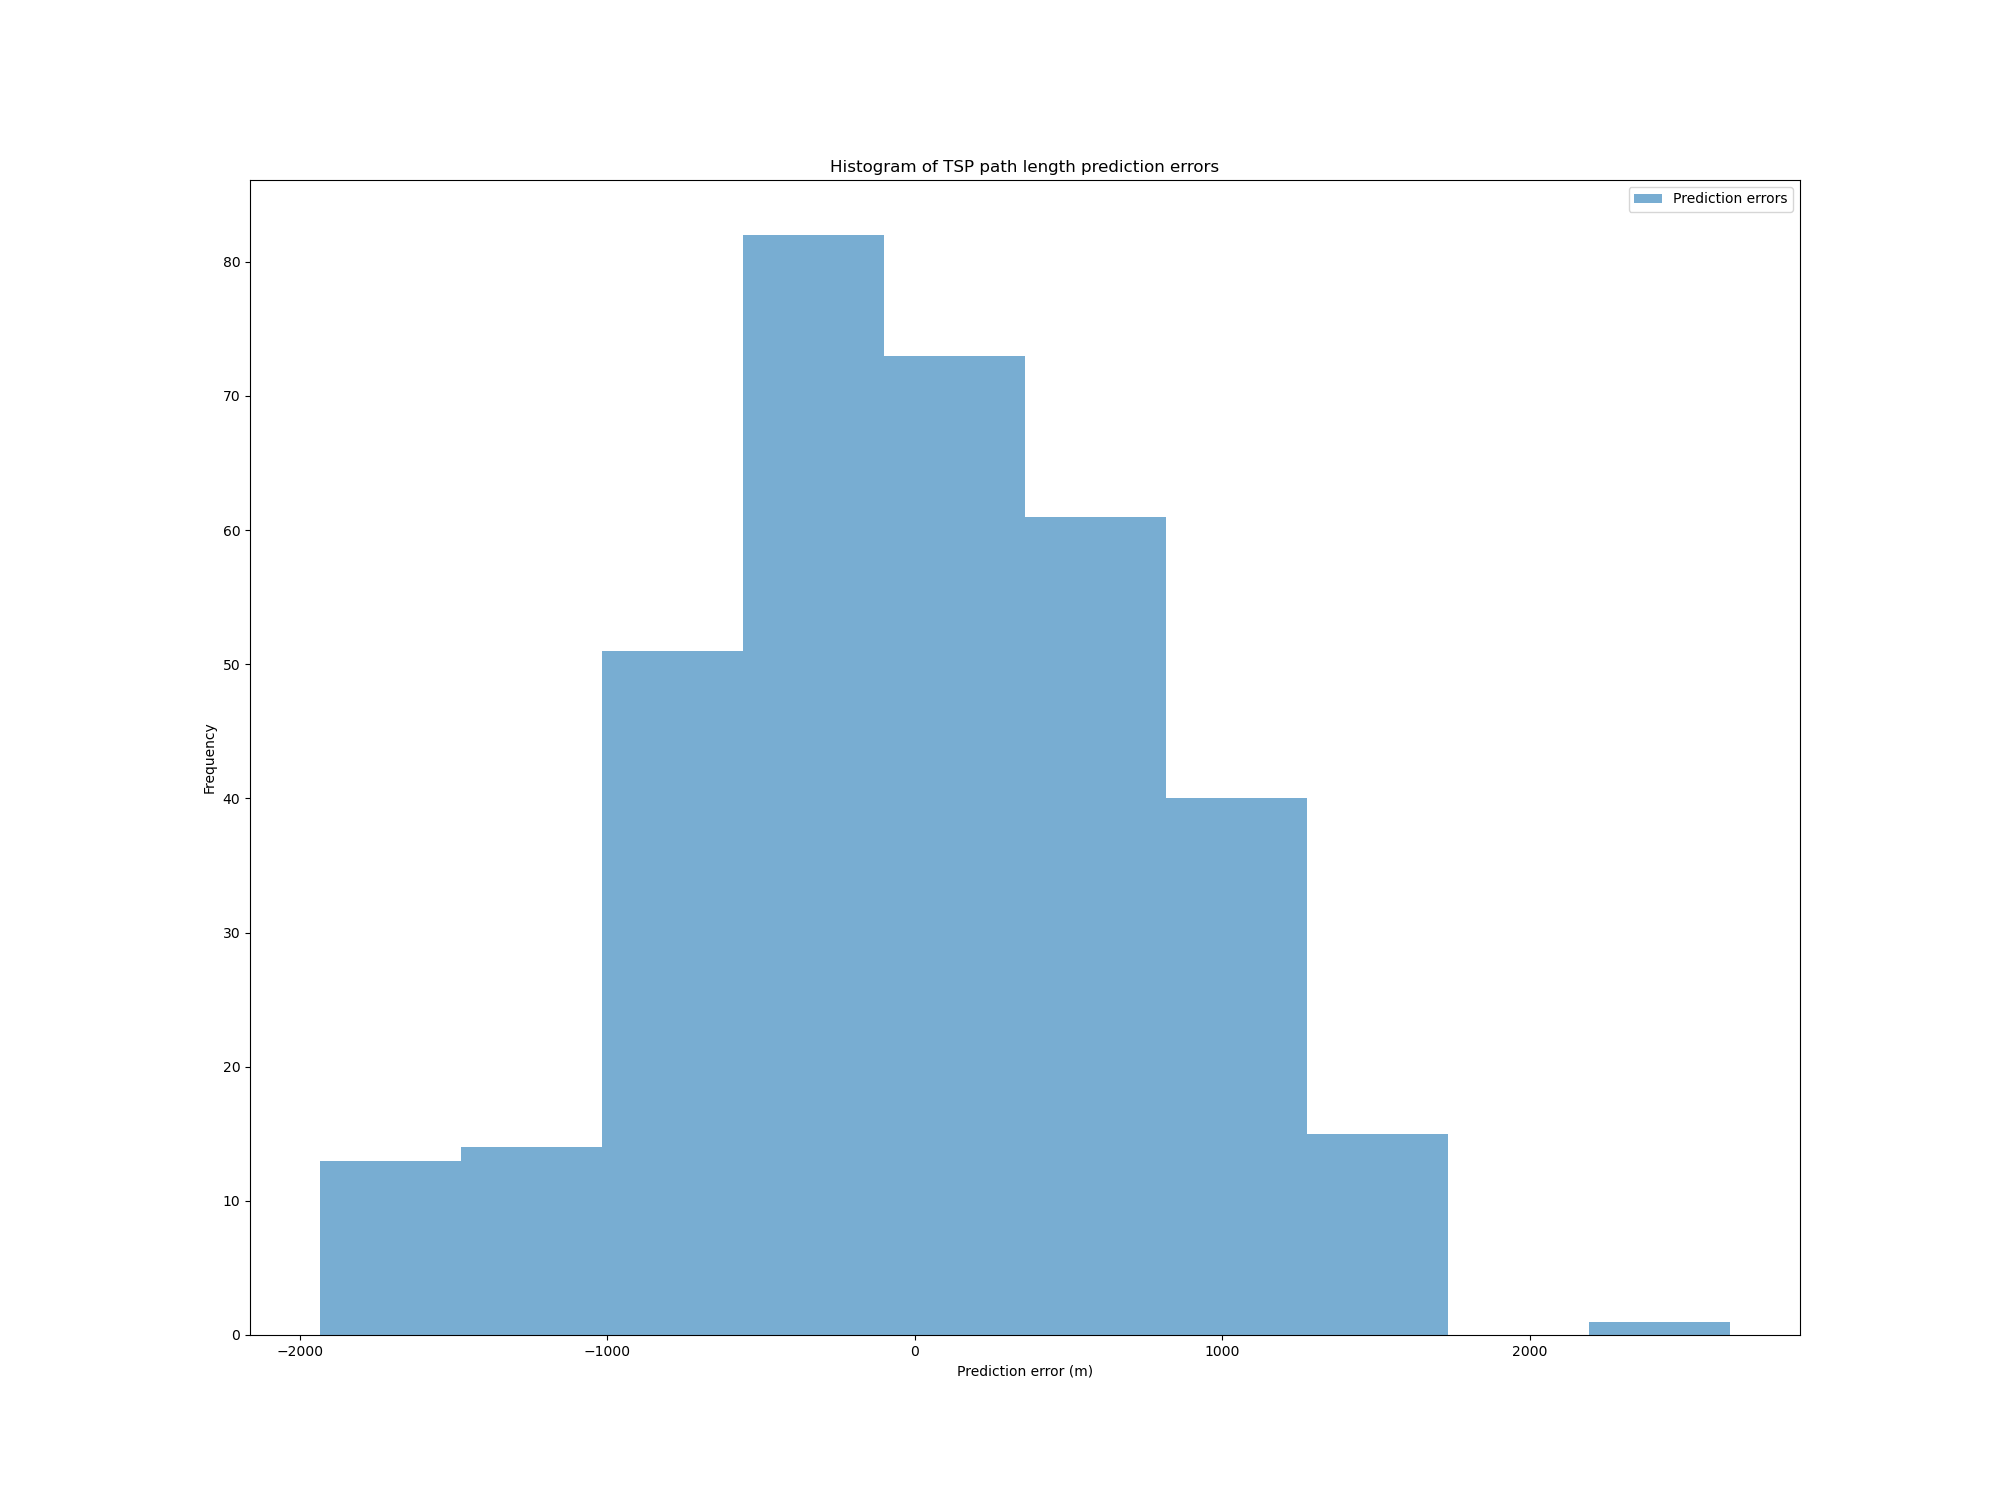 Histogram of TSP path length prediction errors
Prediction errors
80
70
60
50
40
30
20
10
0
Frequency
−2000 −1000 0 1000 2000
Prediction error (m)